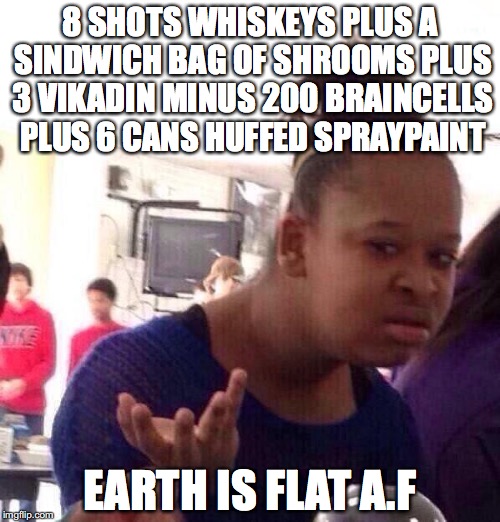 8 SHOTS WHISKEYS PLUS A
SINDWICH BAG OF SHROOMS PLUS
3 VIKADIN MINUS 200 BRAINCELLS
PLUS 6 CANS HUFFED SPRAYPAINT
EARTH IS FLAT A.F
imgflip.com